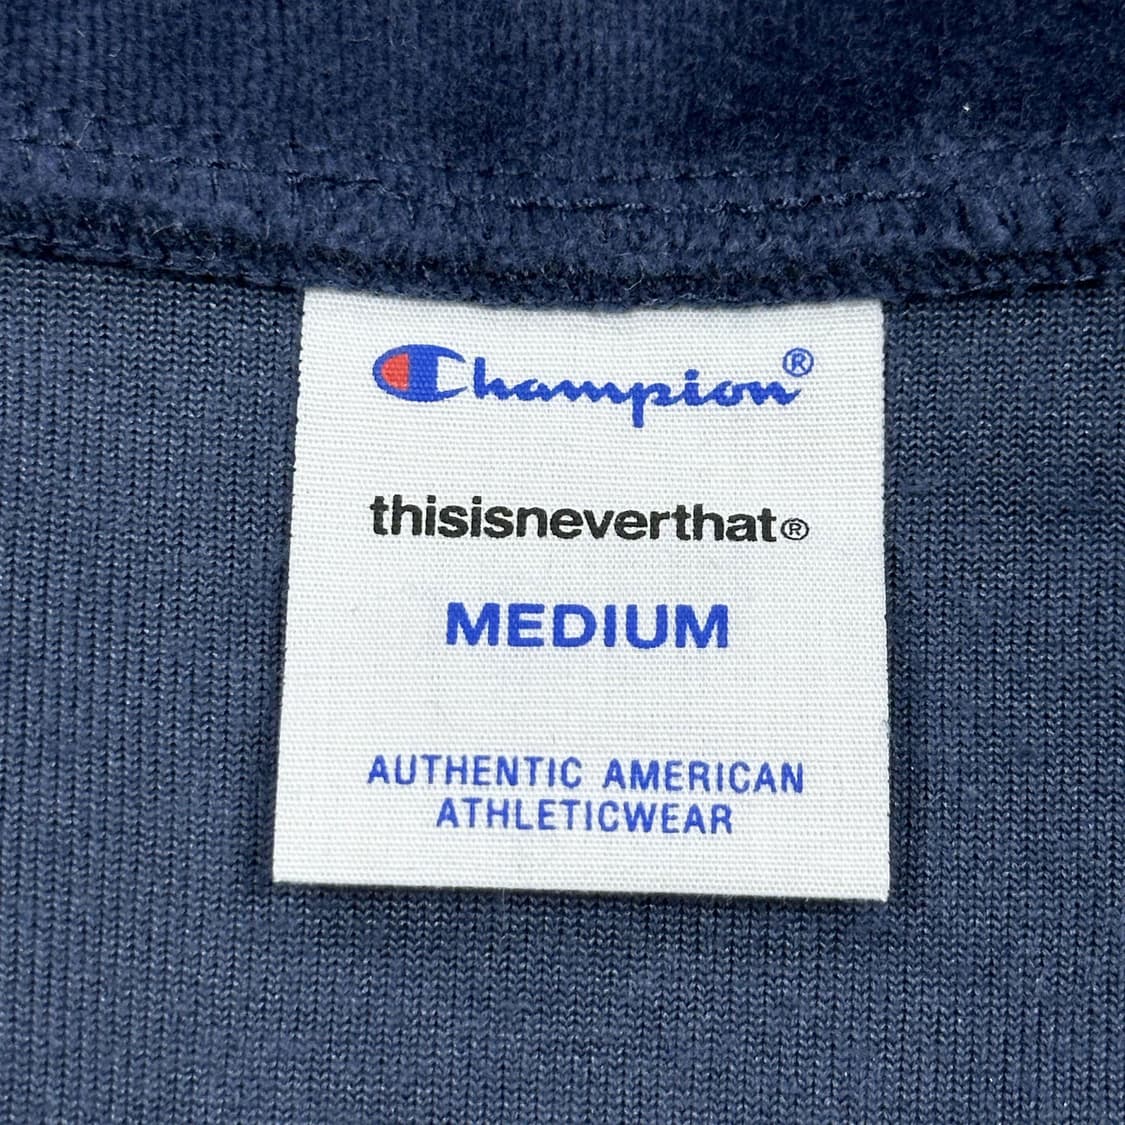 Champion®
thisisneverthat®
MEDIUM
AUTHENTIC AMERICAN
ATHLETICWEAR